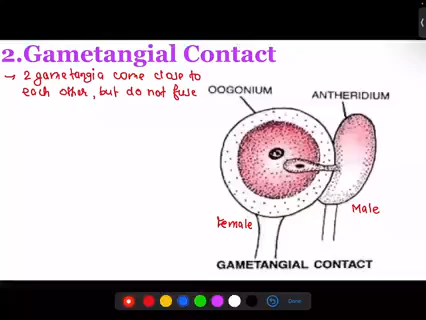 2.Gametangial Contact
→ 2 gametangia come close to
each other, but do not fuse
OOGONIUM
ANTHERIDIUM
Female
Male
GAMETANGIAL CONTACT
Done